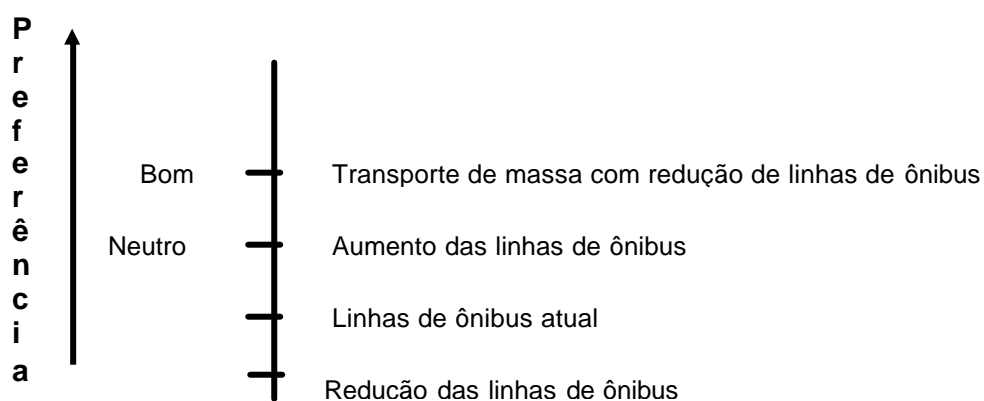 Preferência
Bom
Transporte de massa com redução de linhas de ônibus
Neutro
Aumento das linhas de ônibus
Linhas de ônibus atual
Redução das linhas de ônibus